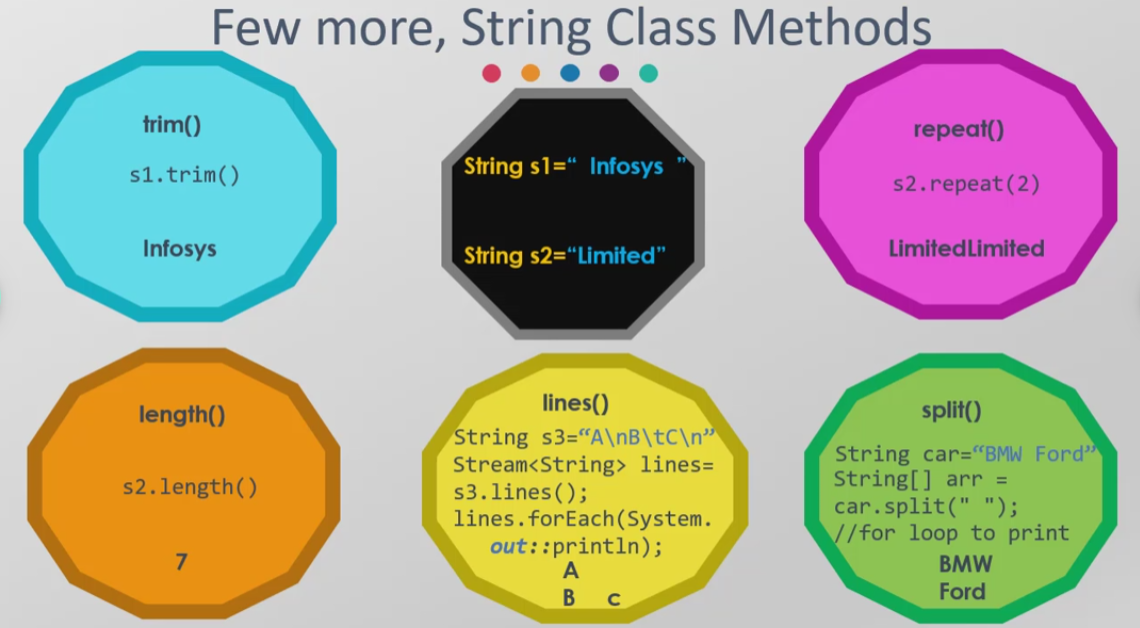 Few more, String Class Methods
trim()
s1.trim()
Infosys
String s1=“ Infosys ”
String s2=“Limited”
repeat()
s2.repeat(2)
LimitedLimited
length()
s2.length()
7
lines()
String s3=“A\nB\tC\n”
Stream<String> lines=
s3.lines();
lines.forEach(System.
out::println);
A
B c
split()
String car=“BMW Ford”
String[] arr =
car.split(" ");
//for loop to print
BMW
Ford